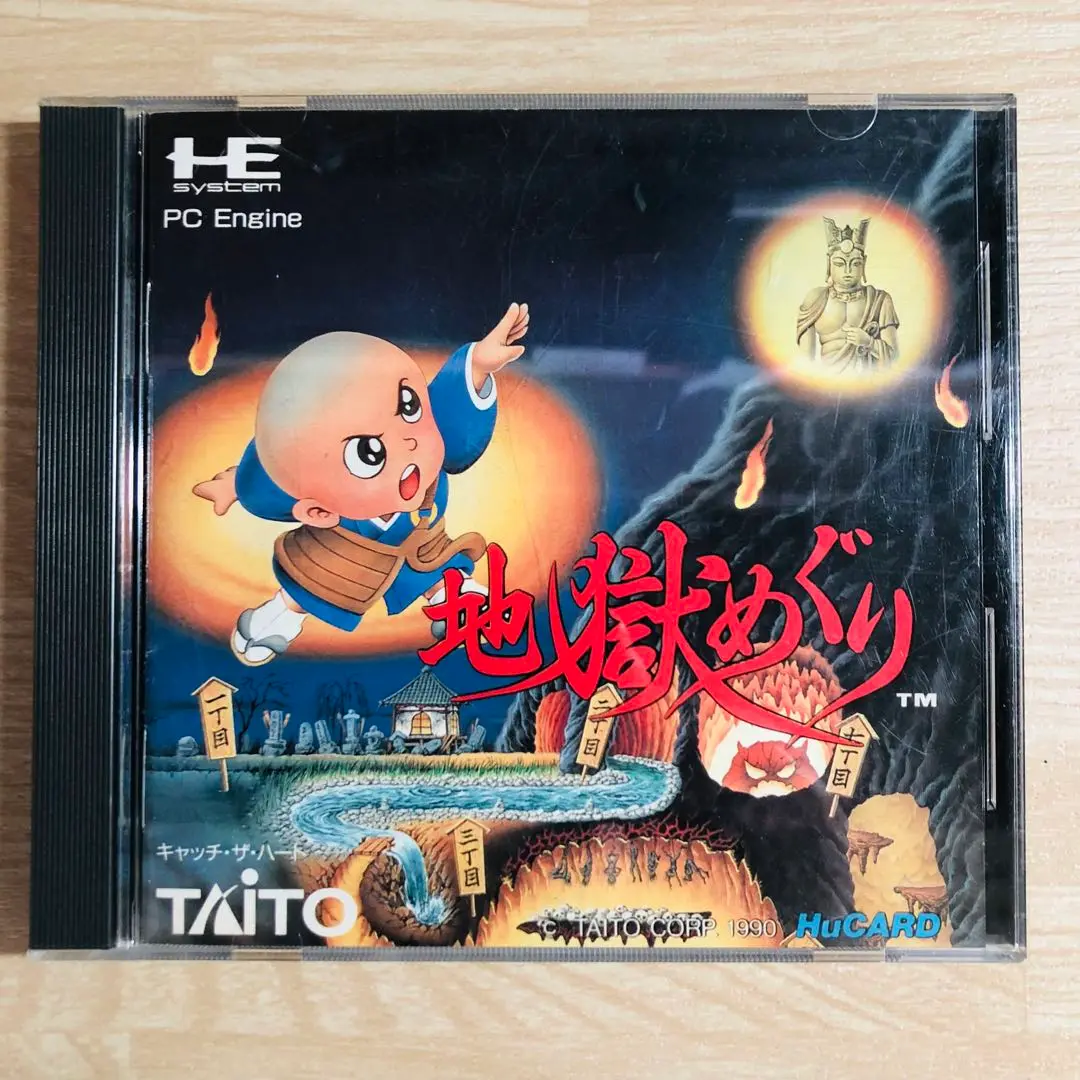 HE
system
PC Engine
地獄めぐり
TM
一丁目
二丁目
三丁目
十丁目
キャッチ・ザ・ハート
TAiTO
© TAITO CORP. 1990
HuCARD